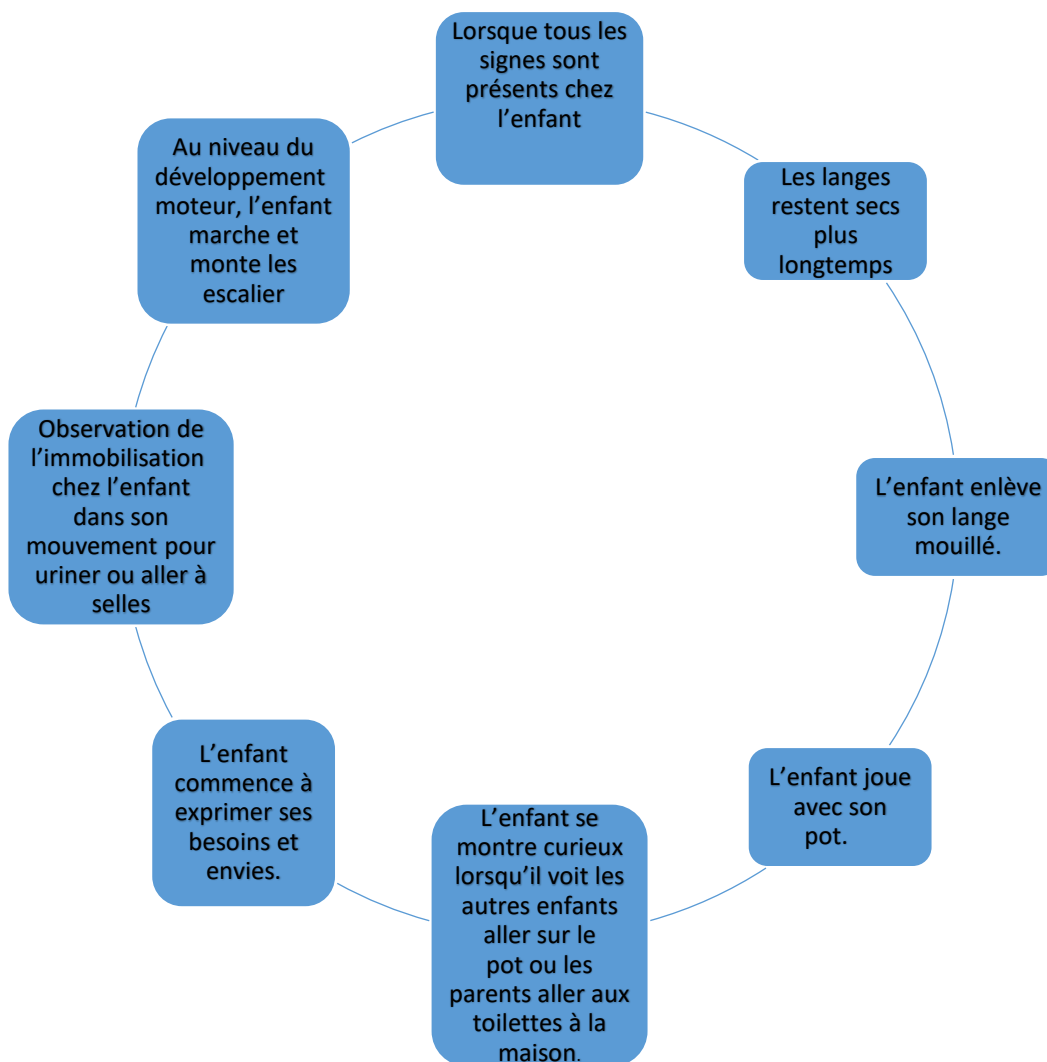 Lorsque tous les
signes sont
présents chez
l’enfant
Les langes
restent secs
plus
longtemps
L’enfant enlève
son lange
mouillé.
L’enfant joue
avec son
pot.
L’enfant se
montre curieux
lorsqu’il voit les
autres enfants
aller sur le
pot ou les
parents aller aux
toilettes à la
maison.
L’enfant
commence à
exprimer ses
besoins et
envies.
Observation de
l’immobilisation
chez l’enfant
dans son
mouvement pour
uriner ou aller à
selles
Au niveau du
développement
moteur, l’enfant
marche et
monte les
escalier